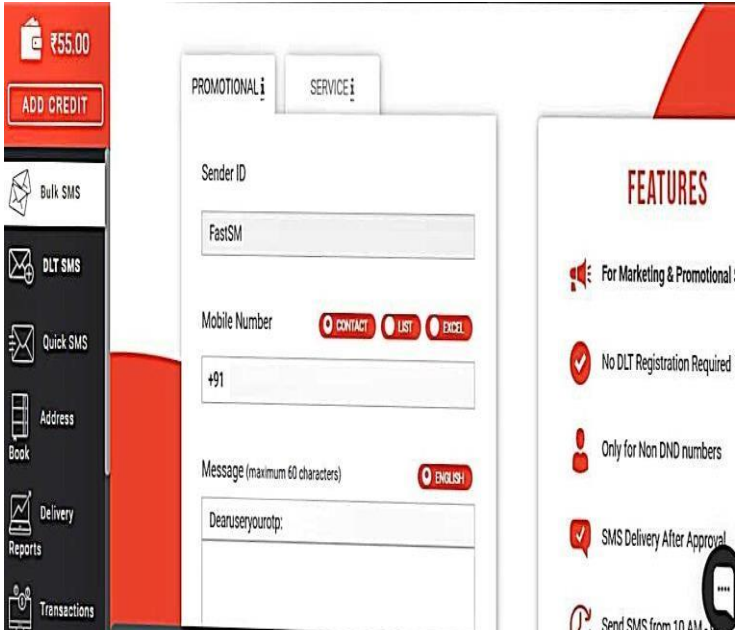 ₹55.00
ADD CREDIT
Bulk SMS
DLT SMS
Quick SMS
Address
Book
Delivery
Reports
Transactions
PROMOTIONAL i
SERVICE i
Sender ID
FastSM
Mobile Number
CONTACT
LIST
EXCEL
+91
Message (maximum 60 characters)
ENGLISH
Dearuseryourotp:
FEATURES
For Marketing & Promotional S
No DLT Registration Required
Only for Non DND numbers
SMS Delivery After Approval
Send SMS from 10 AM -